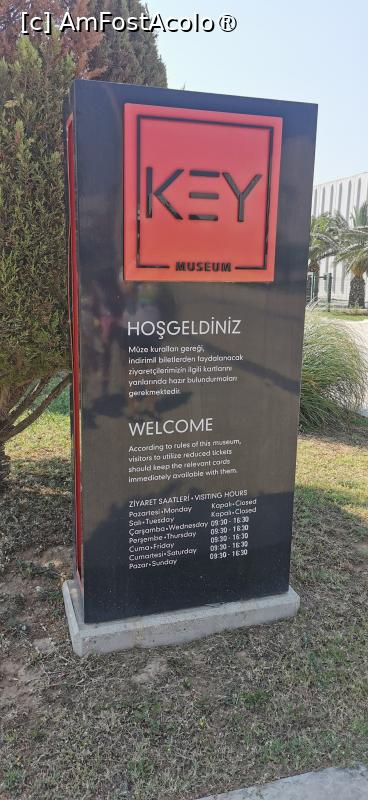 [c] AmFostAcolo®
KEY
MUSEUM
HOŞGELDİNİZ
Müze kuralları gereği,
indirimli biletlerden faydalanacak
ziyaretçilerimizin ilgili kartlarını
yanlarında hazır bulundurmaları
gerekmektedir.
WELCOME
According to rules of this museum,
visitors to utilize reduced tickets
should keep the relevant cards
immediately available with them.
ZİYARET SAATLERİ • VISITING HOURS
Pazartesi • Monday Kapalı • Closed
Salı • Tuesday Kapalı • Closed
Çarşamba • Wednesday 09:30 - 16:30
Perşembe • Thursday 09:30 - 16:30
Cuma • Friday 09:30 - 16:30
Cumartesi • Saturday 09:30 - 16:30
Pazar • Sunday 09:30 - 16:30